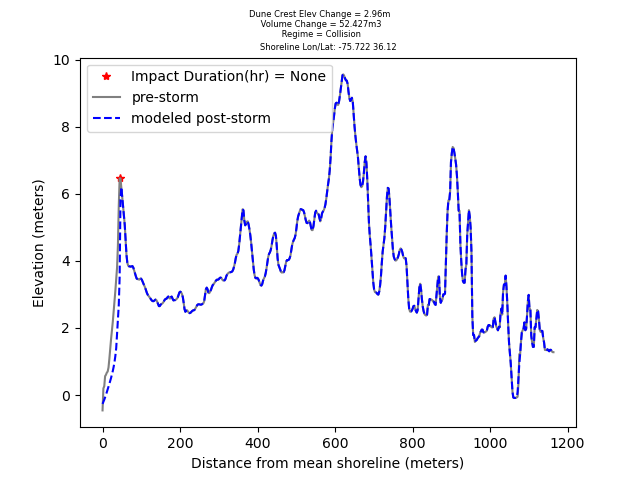 Dune Crest Elev Change = 2.96m
Volume Change = 52.427m3
Regime = Collision
Shoreline Lon/Lat: -75.722 36.12
Impact Duration(hr) = None
pre-storm
modeled post-storm
Elevation (meters)
10
8
6
4
2
0
0 200 400 600 800 1000 1200
Distance from mean shoreline (meters)